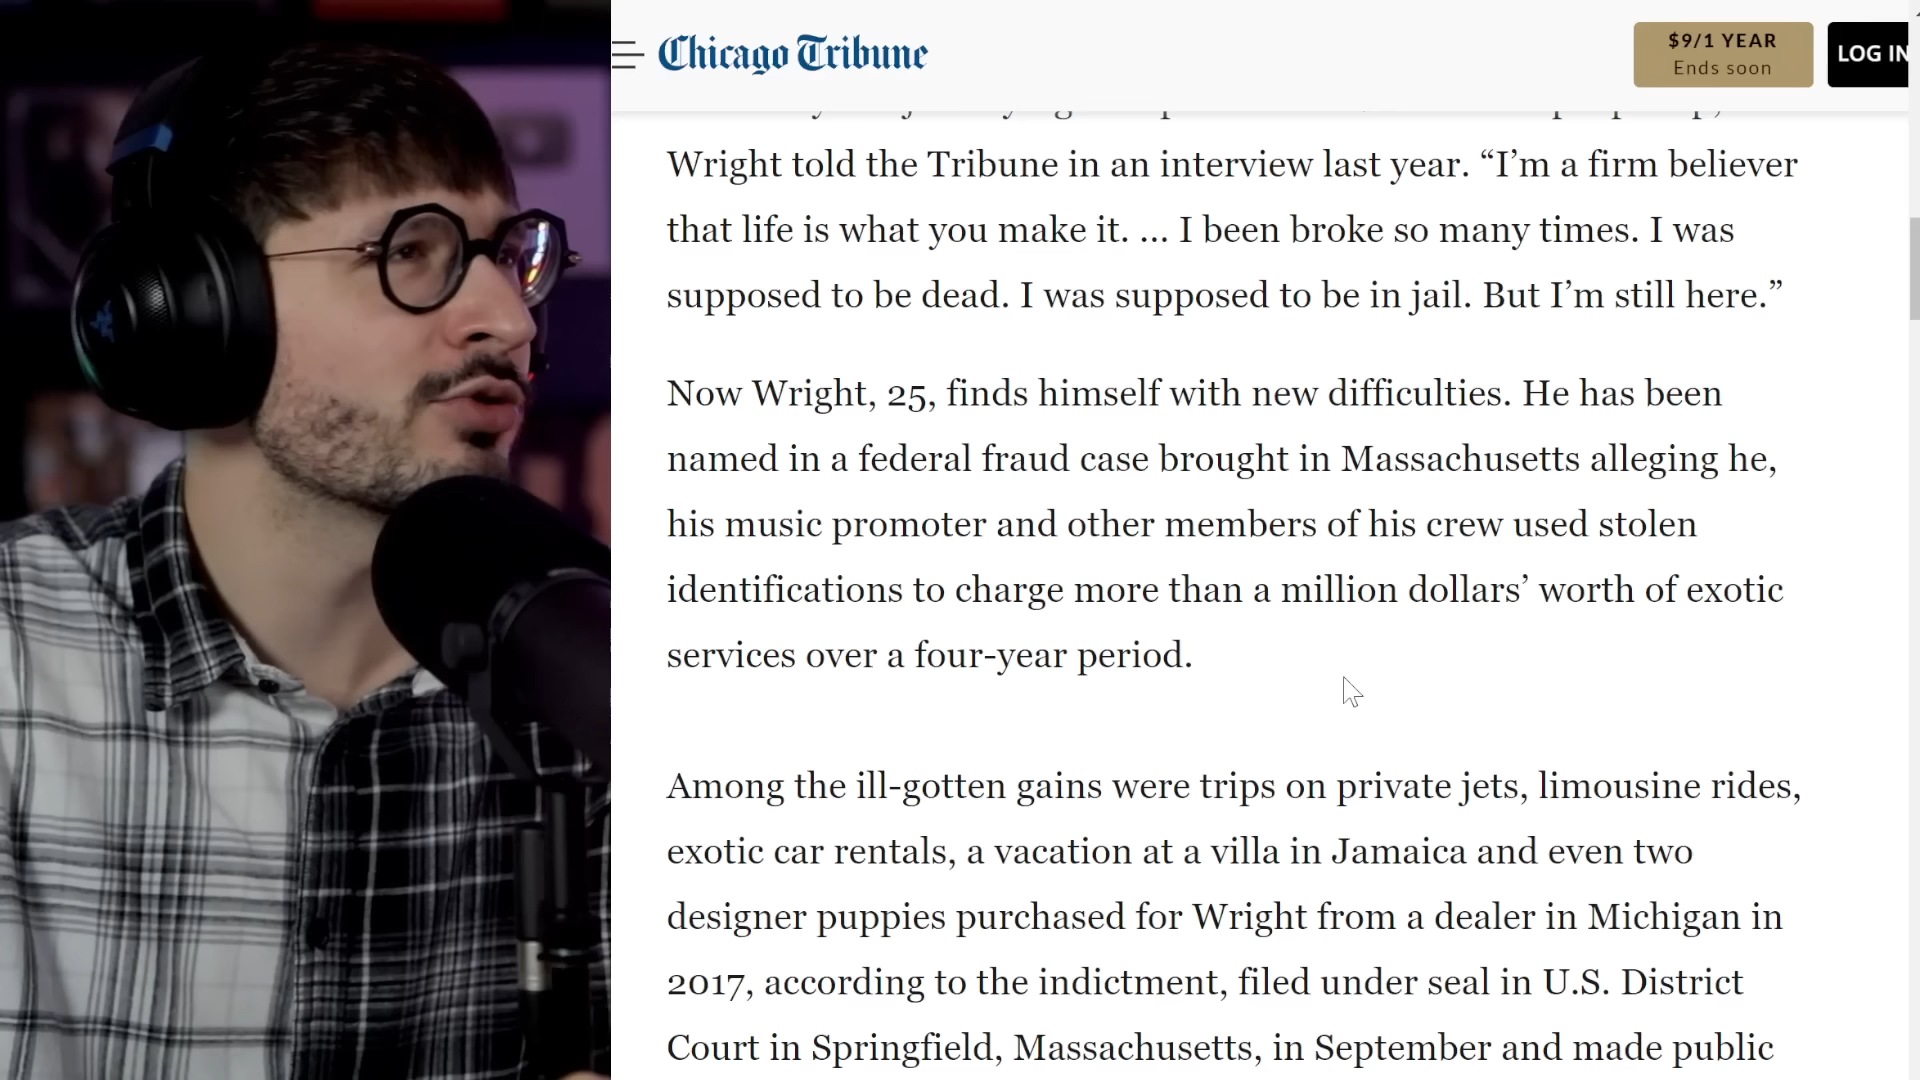 Chicago Tribune
$9/1 YEAR
Ends soon
LOG IN
Wright told the Tribune in an interview last year. “I’m a firm believer
that life is what you make it. … I been broke so many times. I was
supposed to be dead. I was supposed to be in jail. But I’m still here.”
Now Wright, 25, finds himself with new difficulties. He has been
named in a federal fraud case brought in Massachusetts alleging he,
his music promoter and other members of his crew used stolen
identifications to charge more than a million dollars’ worth of exotic
services over a four-year period.
Among the ill-gotten gains were trips on private jets, limousine rides,
exotic car rentals, a vacation at a villa in Jamaica and even two
designer puppies purchased for Wright from a dealer in Michigan in
2017, according to the indictment, filed under seal in U.S. District
Court in Springfield, Massachusetts, in September and made public